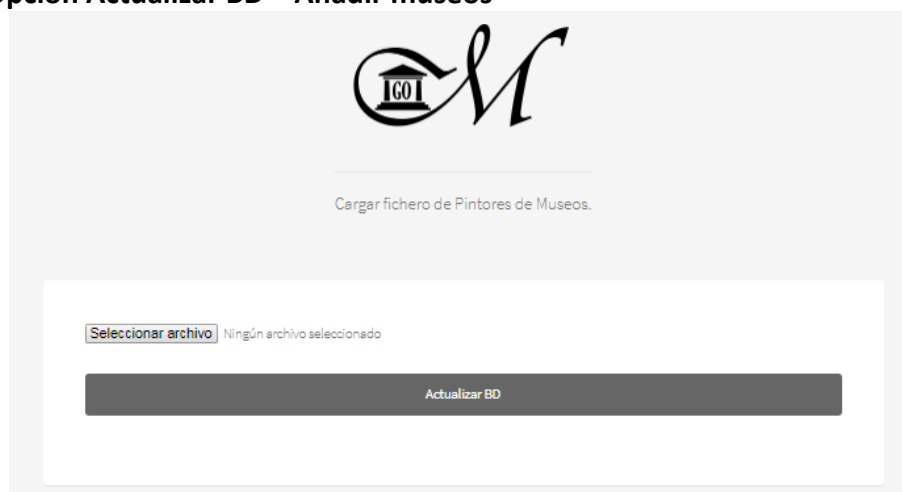 opción Actualizar BD – Añadir museos
GO M
Cargar fichero de Pintores de Museos.
Seleccionar archivo Ningún archivo seleccionado
Actualizar BD